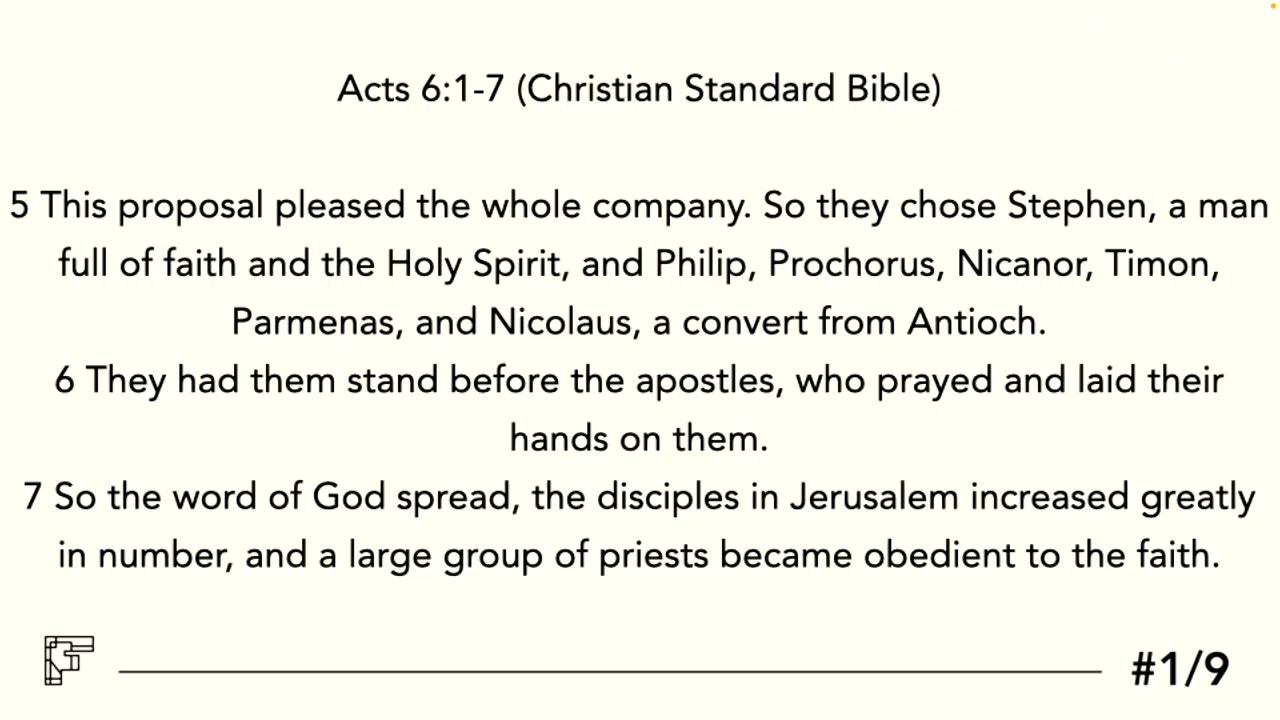 Acts 6:1-7 (Christian Standard Bible)
5 This proposal pleased the whole company. So they chose Stephen, a man
full of faith and the Holy Spirit, and Philip, Prochorus, Nicanor, Timon,
Parmenas, and Nicolaus, a convert from Antioch.
6 They had them stand before the apostles, who prayed and laid their
hands on them.
7 So the word of God spread, the disciples in Jerusalem increased greatly
in number, and a large group of priests became obedient to the faith.
#1/9